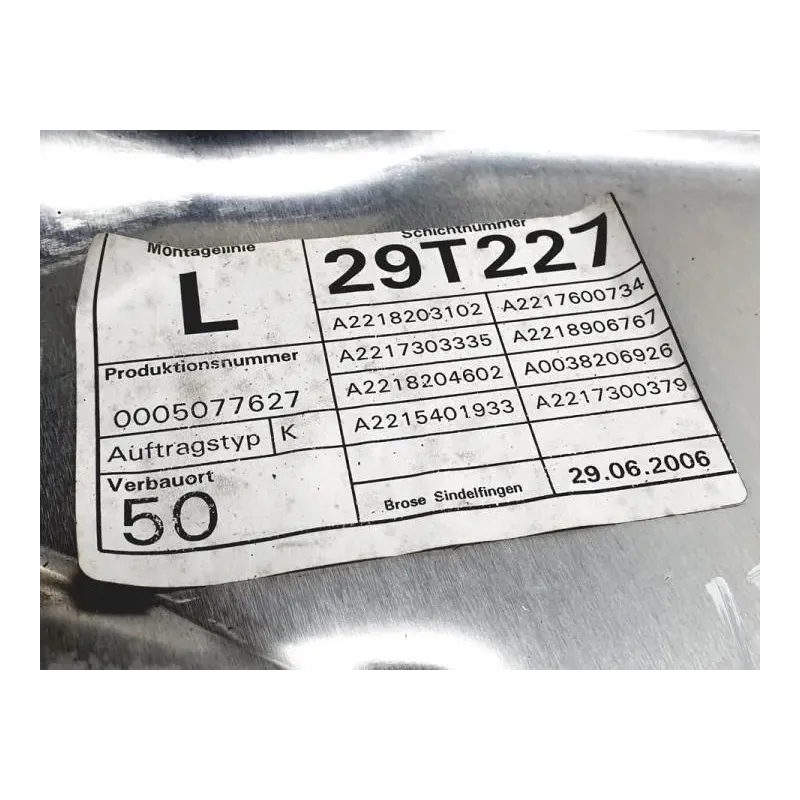 Montagelinie
L
Schichtnummer
29T227
A2218203102 A2217600734
A2217303335 A2218906767
A2218204602 A0038206926
A2215401933 A2217300379
Produktionsnummer
0005077627
Auftragstyp K
Verbauort
50
Brose Sindelfingen
29.06.2006